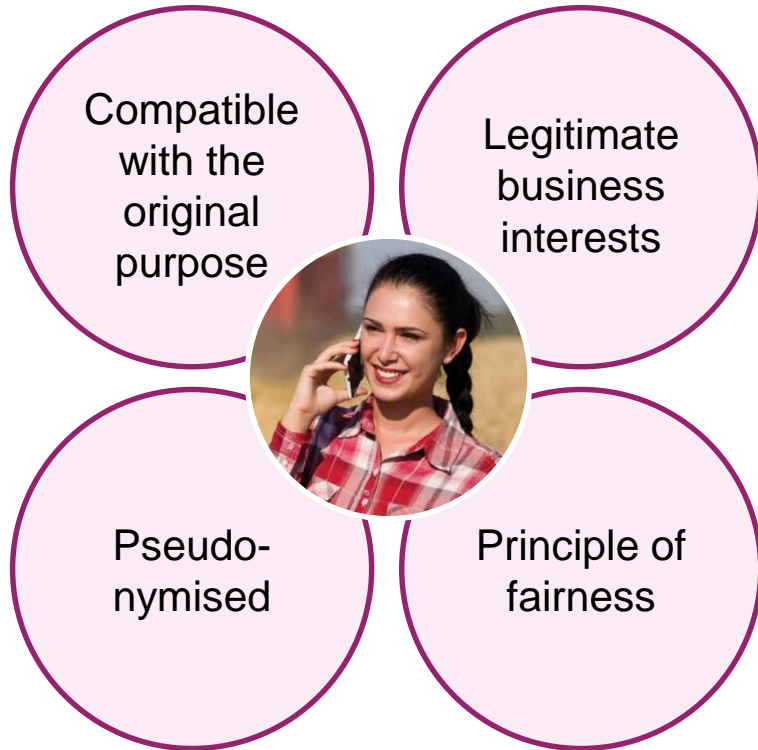 Compatible
with the
original
purpose
Legitimate
business
interests
Pseudo-
nymised
Principle of
fairness